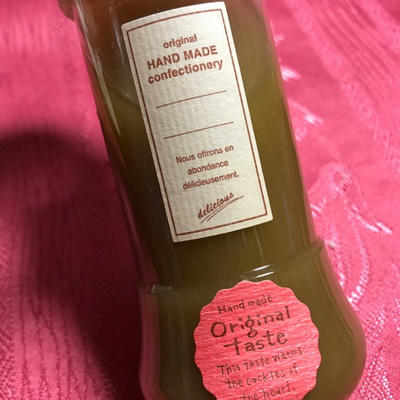 original
HAND MADE
confectionery
Nous offrons en
abondance
délicieusement.
delicious
Hand made
Original
taste
This taste warms
the cockles of
the heart.